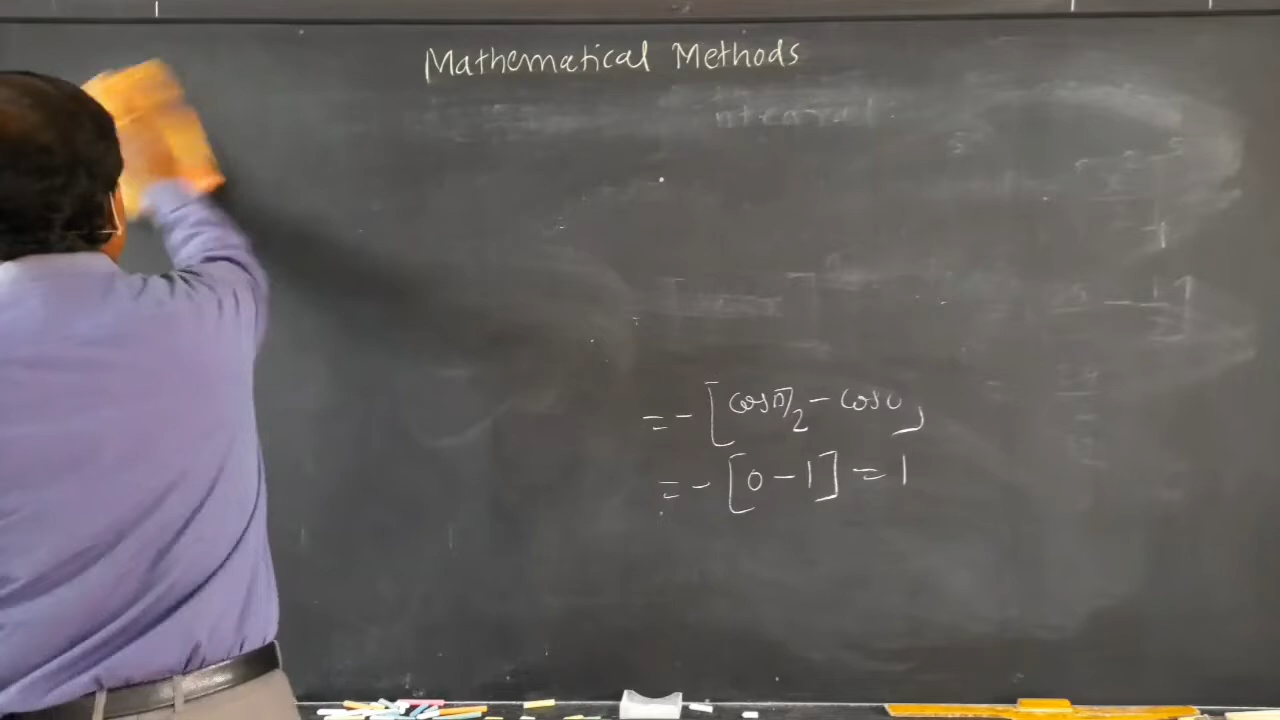 Mathematical Methods
= - [cos π/2 - cos 0]
= - [0 - 1] = 1